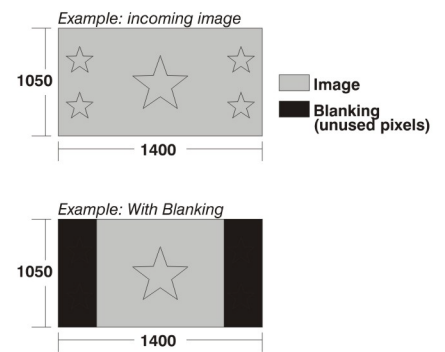 Example: incoming image
1050
1400
Image
Blanking
(unused pixels)
Example: With Blanking
1050
1400